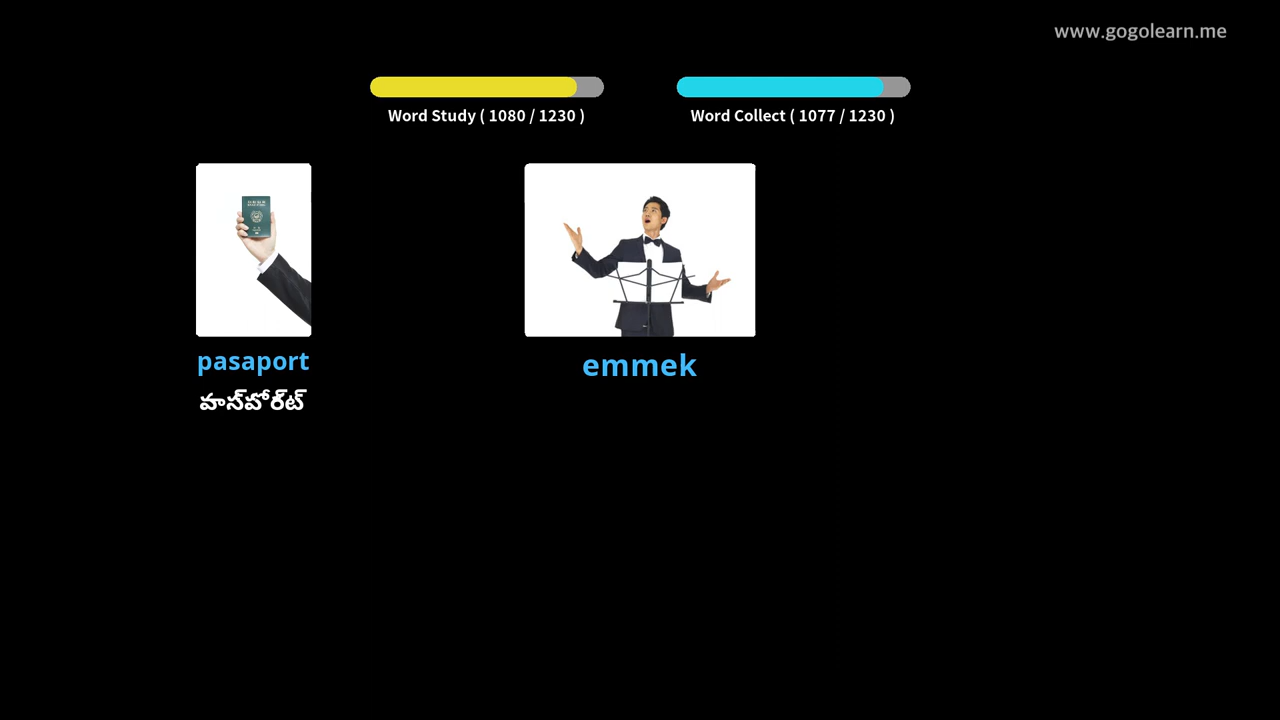 www.gogolearn.me
Word Study ( 1080 / 1230 )
Word Collect ( 1077 / 1230 )
pasaport
పాస్‌పోర్ట్
emmek